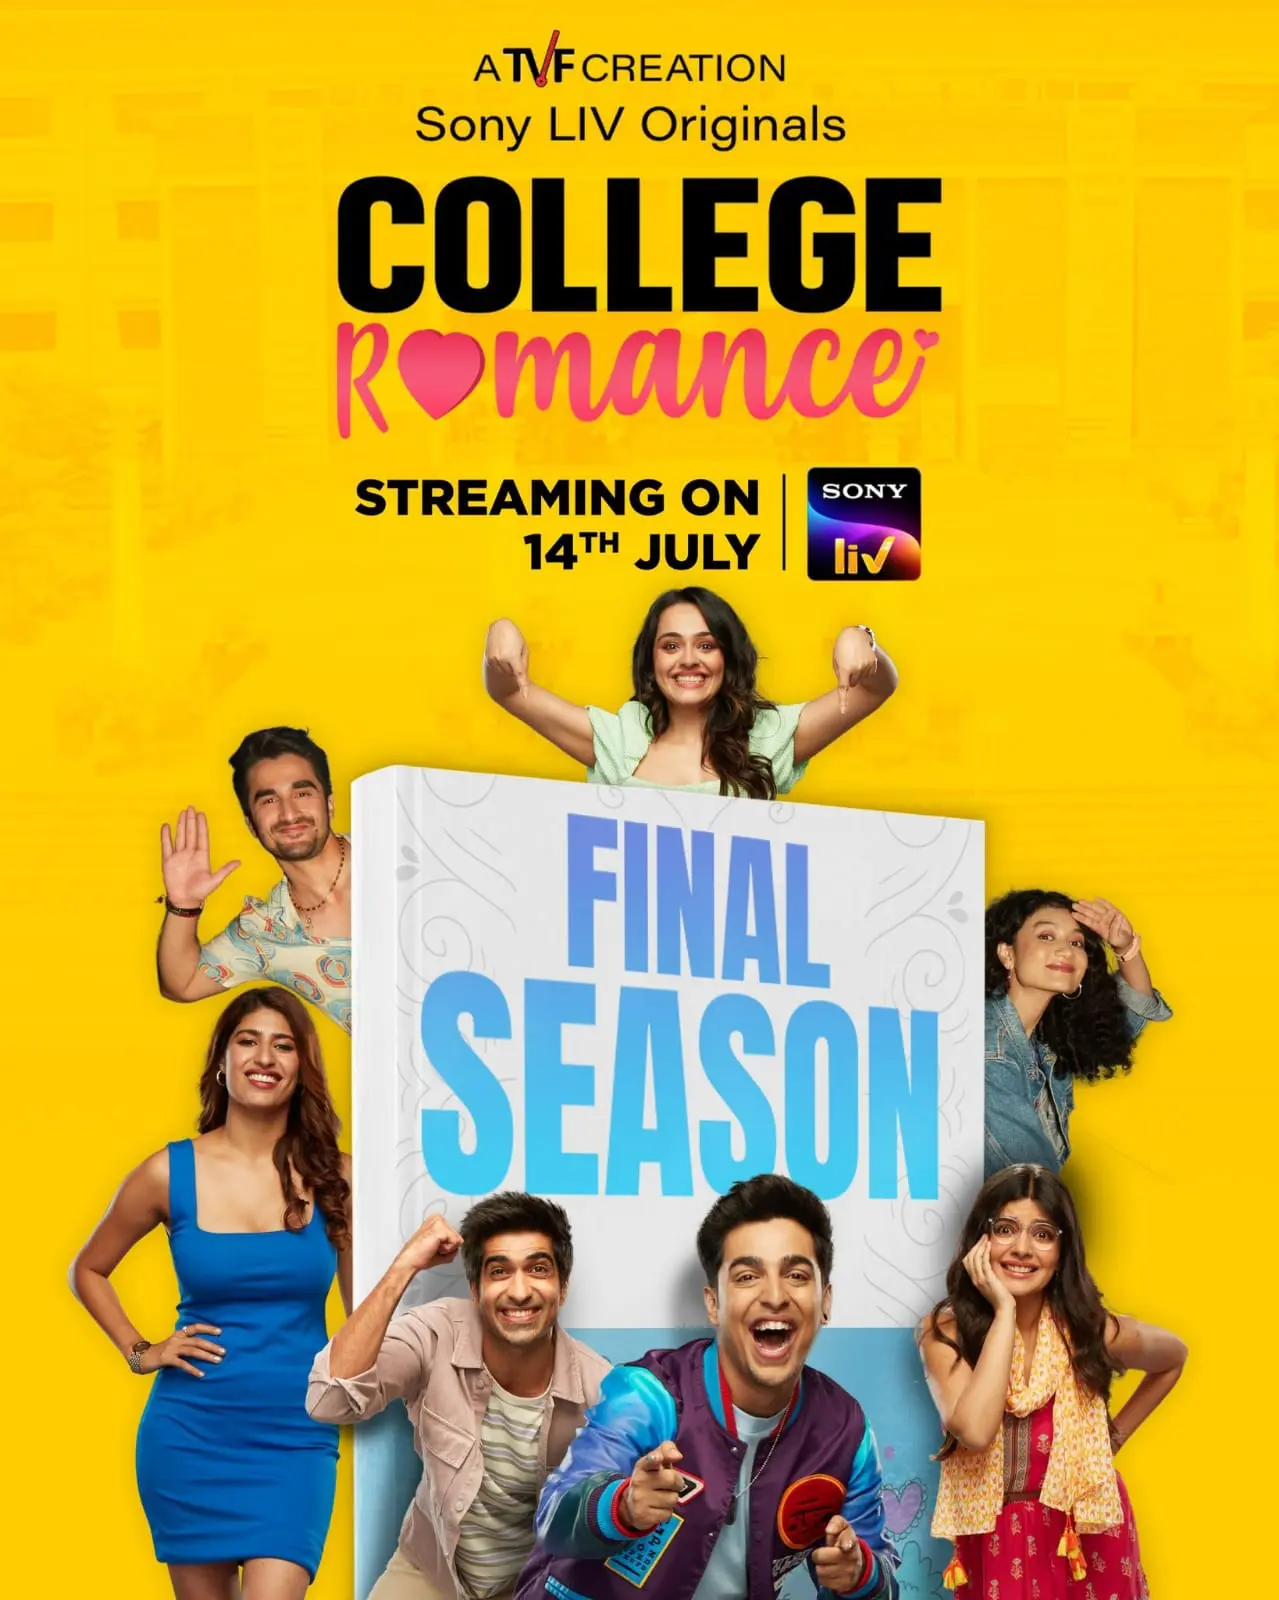 A TVF CREATION
Sony LIV Originals
COLLEGE
Romance
STREAMING ON
14TH JULY
SONY
liv
FINAL
SEASON